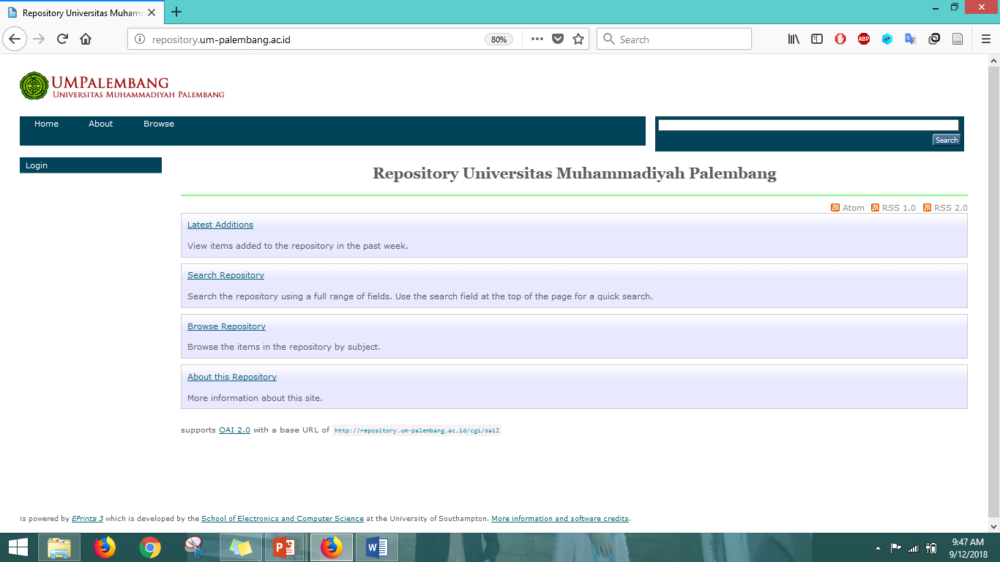 Repository Universitas Muhamm
repository.um-palembang.ac.id
80%
Search
ABP
UMPALEMBANG
UNIVERSITAS MUHAMMADIYAH PALEMBANG
Home About Browse
Search
Login
Repository Universitas Muhammadiyah Palembang
Atom RSS 1.0 RSS 2.0
Latest Additions
View items added to the repository in the past week.
Search Repository
Search the repository using a full range of fields. Use the search field at the top of the page for a quick search.
Browse Repository
Browse the items in the repository by subject.
About this Repository
More information about this site.
supports OAI 2.0 with a base URL of http://repository.um-palembang.ac.id/cgi/oai2
is powered by EPrints 3 which is developed by the School of Electronics and Computer Science at the University of Southampton. More information and software credits.
9:47 AM
9/12/2018